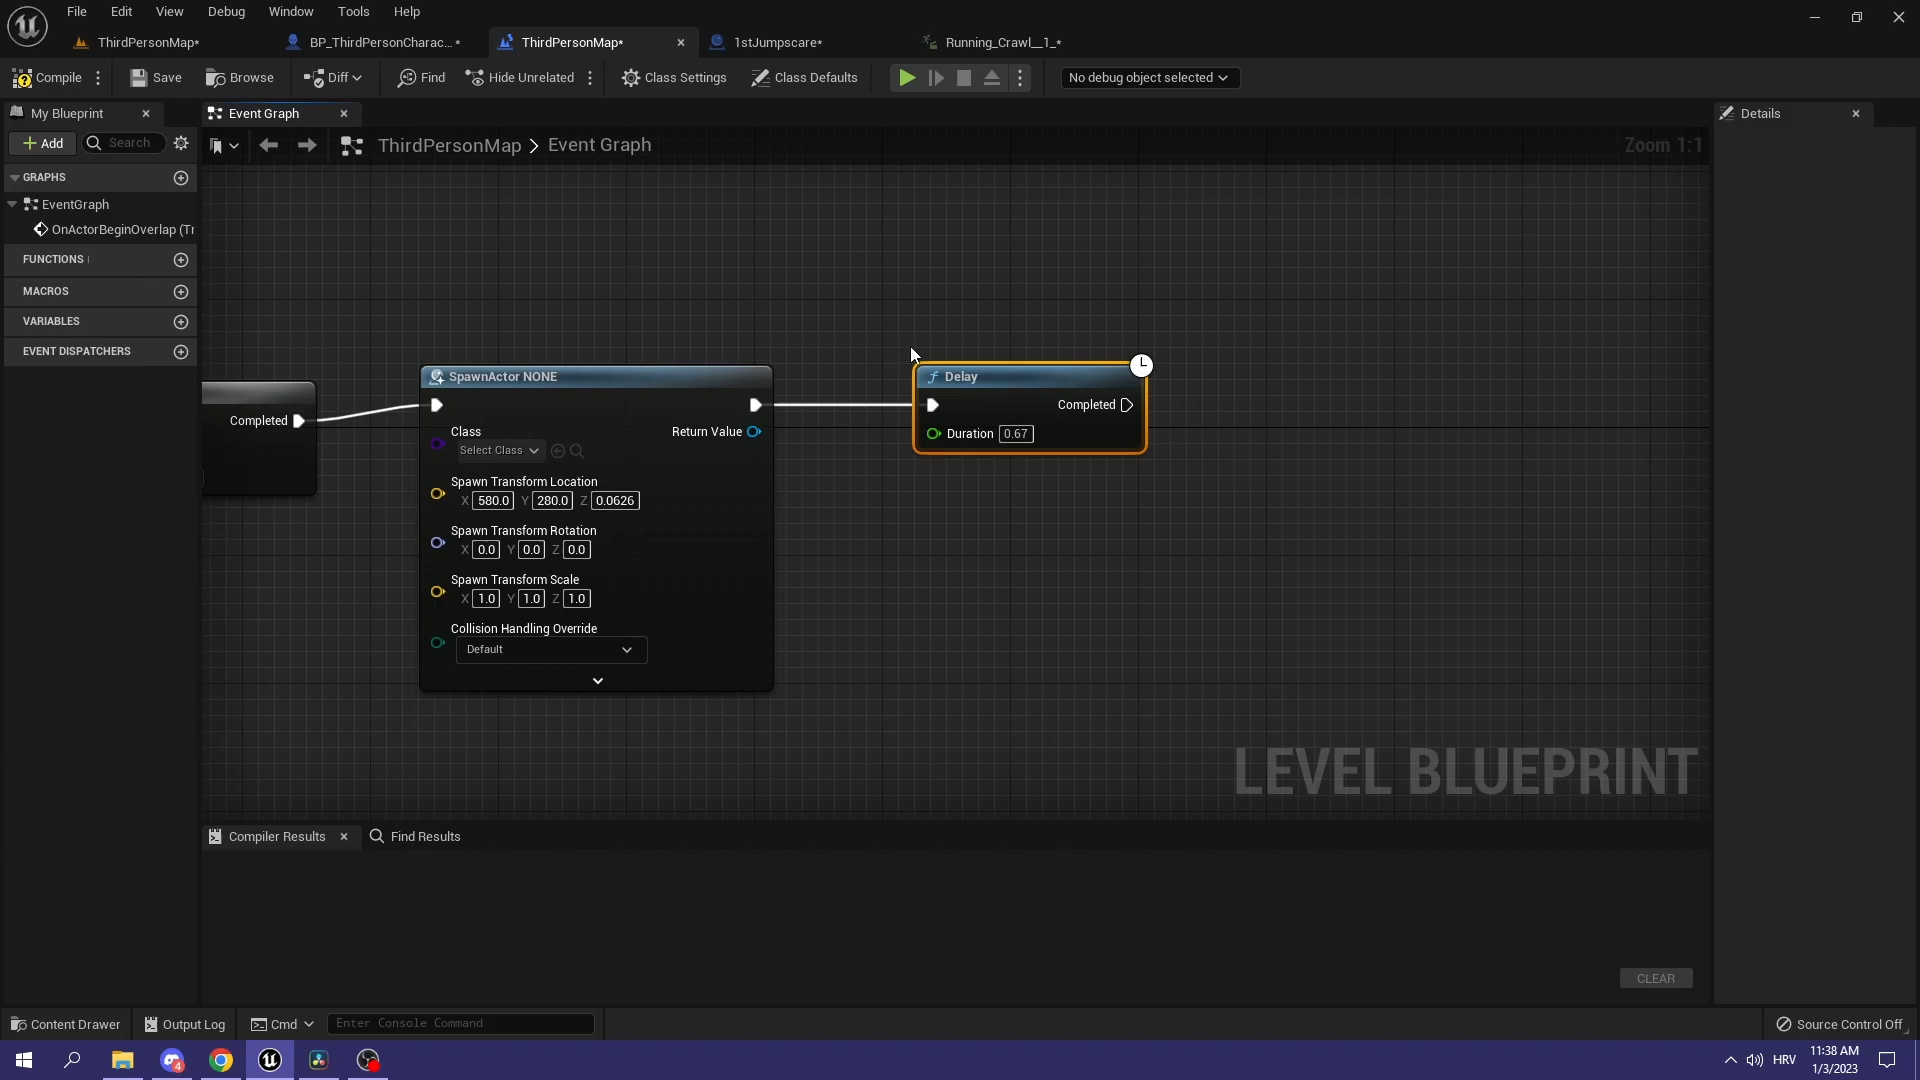 File Edit View Debug Window Tools Help
ThirdPersonMap* BP_ThirdPersonCharac... * ThirdPersonMap* 1stJumpscare* Running_Crawl__1_*
Compile Save Browse Diff Find Hide Unrelated Class Settings Class Defaults No debug object selected
My Blueprint Event Graph Details
Add Search ThirdPersonMap > Event Graph Zoom 1:1
GRAPHS
EventGraph
OnActorBeginOverlap (Tr
FUNCTIONS
MACROS
VARIABLES
EVENT DISPATCHERS
Completed
SpawnActor NONE
Class Return Value
Select Class
Spawn Transform Location
X 580.0 Y 280.0 Z 0.0626
Spawn Transform Rotation
X 0.0 Y 0.0 Z 0.0
Spawn Transform Scale
X 1.0 Y 1.0 Z 1.0
Collision Handling Override
Default
Delay
Completed
Duration 0.67
LEVEL BLUEPRINT
Compiler Results Find Results
CLEAR
Content Drawer Output Log Cmd Enter Console Command Source Control Off
4 HRV 11:38 AM
1/3/2023